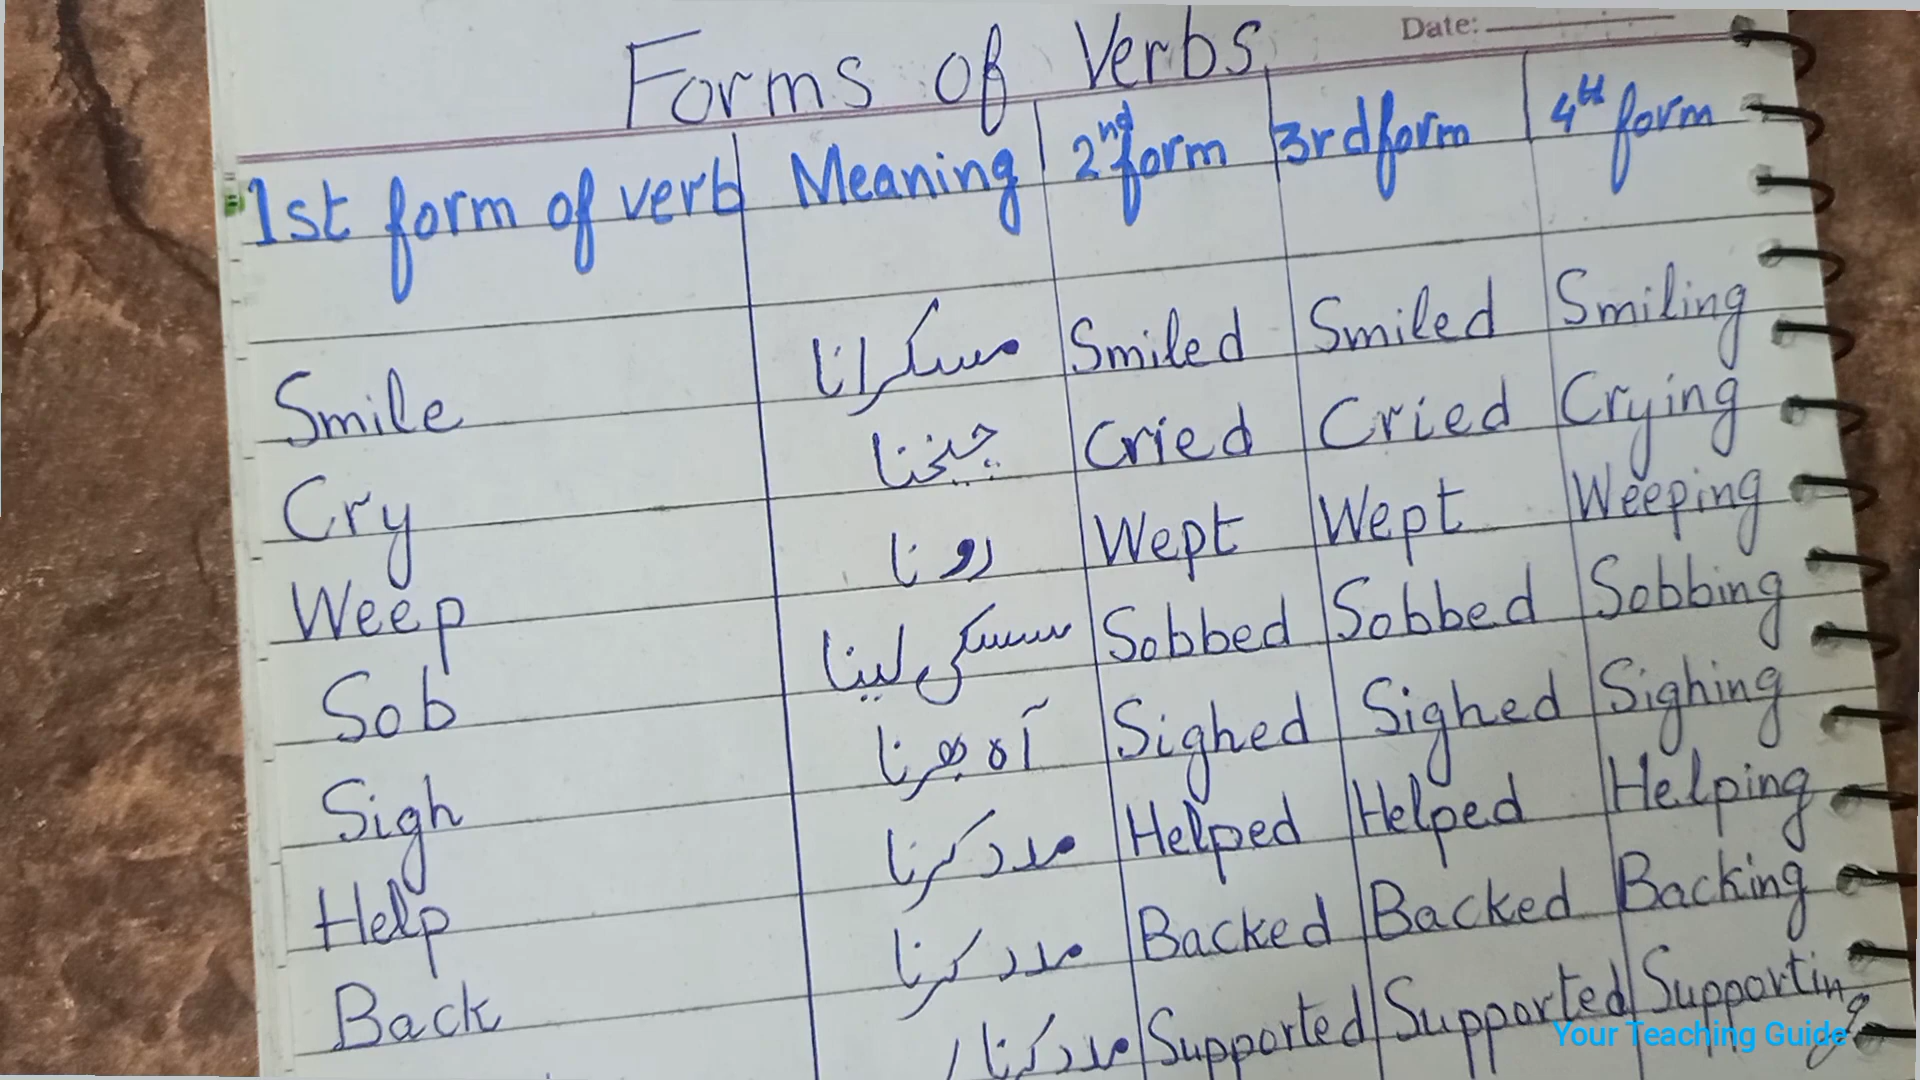 Date:
Forms of Verbs
1st form of verb Meaning 2nd form 3rd form 4th form
Smile مسکرانا Smiled Smiled Smiling
Cry چیخنا Cried Cried Crying
Weep رونا Wept Wept Weeping
Sob سسکی لینا Sobbed Sobbed Sobbing
Sigh آہ بھرنا Sighed Sighed Sighing
Help مدد کرنا Helped Helped Helping
Back مدد کرنا Backed Backed Backing
مدد کرنا Supported Supported Supporting
Your Teaching Guide